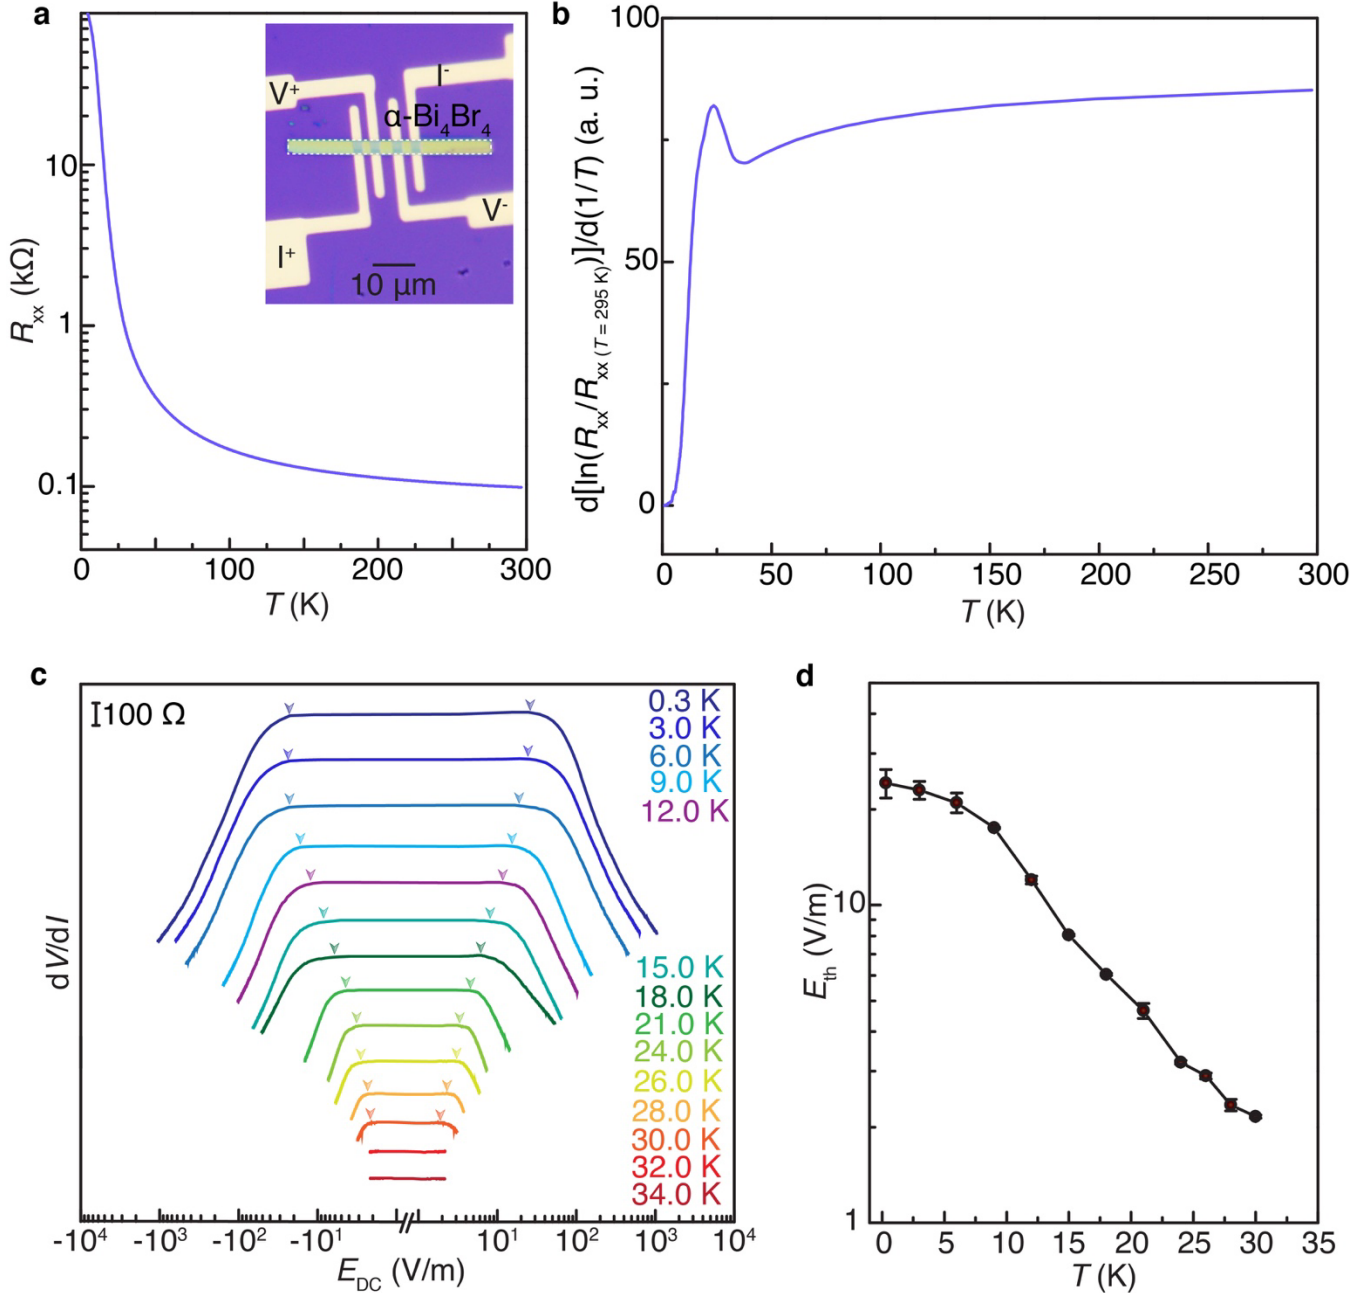 a
V+
I-
α-Bi4Br4
V-
I+
10 μm
10
1
0.1
Rxx (kΩ)
0 100 200 300
T (K)
b
100
50
0
d[ln(Rxx/Rxx (T = 295 K))]/d(1/T) (a. u.)
0 50 100 150 200 250 300
T (K)
c
100 Ω
0.3 K
3.0 K
6.0 K
9.0 K
12.0 K
15.0 K
18.0 K
21.0 K
24.0 K
26.0 K
28.0 K
30.0 K
32.0 K
34.0 K
dV/dI
-10^4 -10^3 -10^2 -10^1 10^1 10^2 10^3 10^4
EDC (V/m)
d
10
1
Eth (V/m)
0 5 10 15 20 25 30 35
T (K)